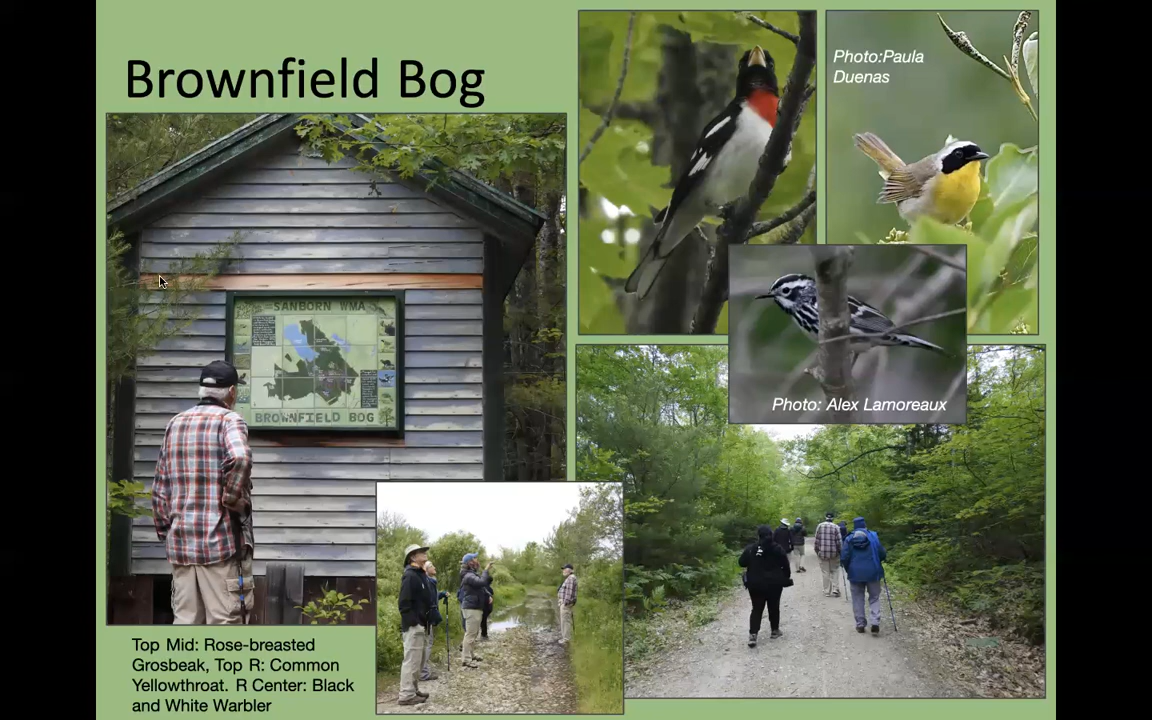 Brownfield Bog
Photo:Paula
Duenas
SANBORN WMA
BROWNFIELD BOG
Photo: Alex Lamoreaux
Top Mid: Rose-breasted
Grosbeak, Top R: Common
Yellowthroat. R Center: Black
and White Warbler